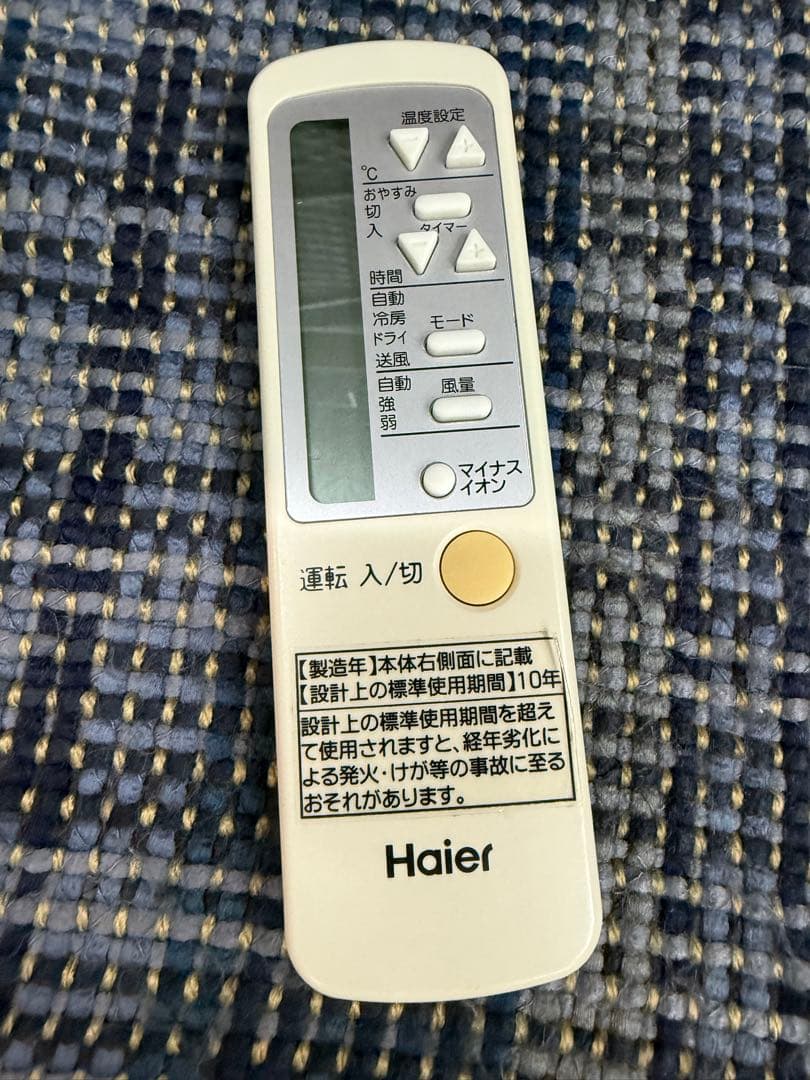 温度設定
℃
おやすみ
切
入
タイマー
時間
自動
冷房
モード
ドライ
送風
自動
風量
強
弱
マイナス
イオン
運転 入/切
【製造年】本体右側面に記載
【設計上の標準使用期間】10年
設計上の標準使用期間を超え
て使用されますと、経年劣化に
よる発火・けが等の事故に至る
おそれがあります。
Haier